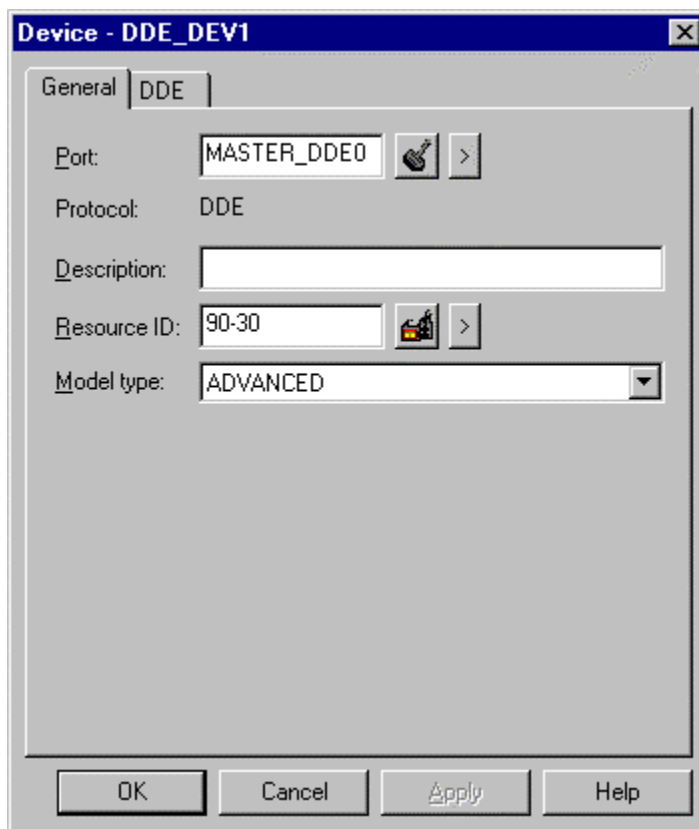 Device - DDE_DEV1
General DDE
Port: MASTER_DDE0 >
Protocol: DDE
Description:
Resource ID: 90-30 >
Model type: ADVANCED
OK Cancel Apply Help